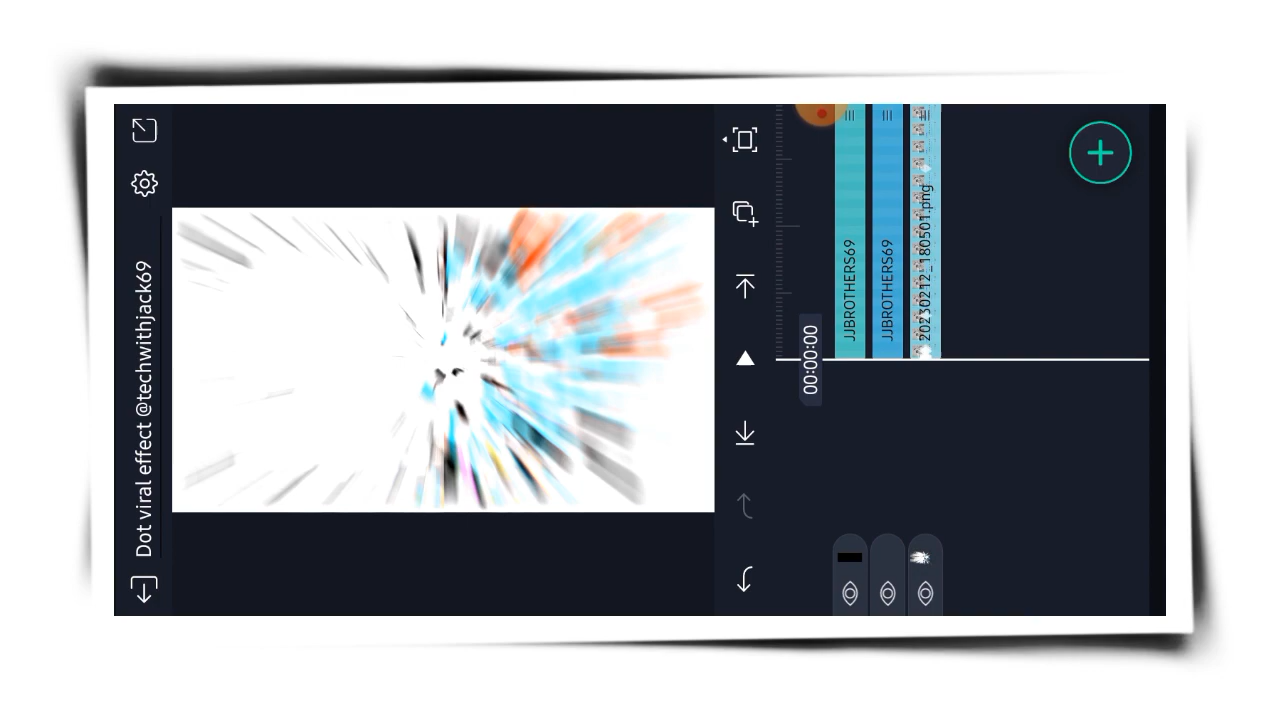 Dot viral effect @techwithjack69
00:00:00
JJBROTHERS69
JJBROTHERS69
20230212_180501.png